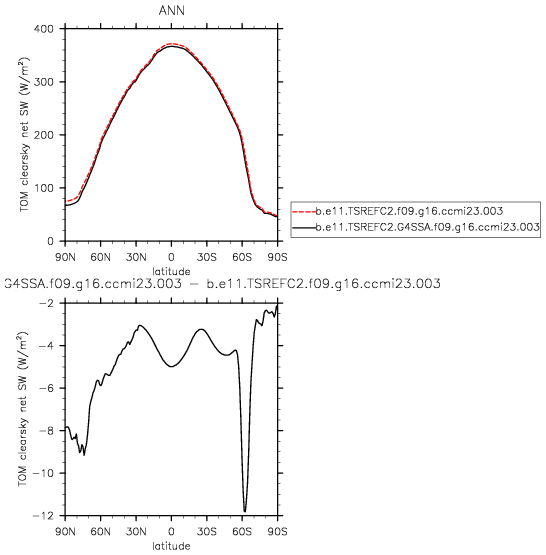 ANN
400
300
200
100
0
TOM clearsky net SW (W/m²)
90N 60N 30N 0 30S 60S 90S
latitude
b.e11.TSREFC2.f09.g16.ccmi23.003
b.e11.TSREFC2.G4SSA.f09.g16.ccmi23.003
G4SSA.f09.g16.ccmi23.003 − b.e11.TSREFC2.f09.g16.ccmi23.003
−2
−4
−6
−8
−10
−12
TOM clearsky net SW (W/m²)
90N 60N 30N 0 30S 60S 90S
latitude